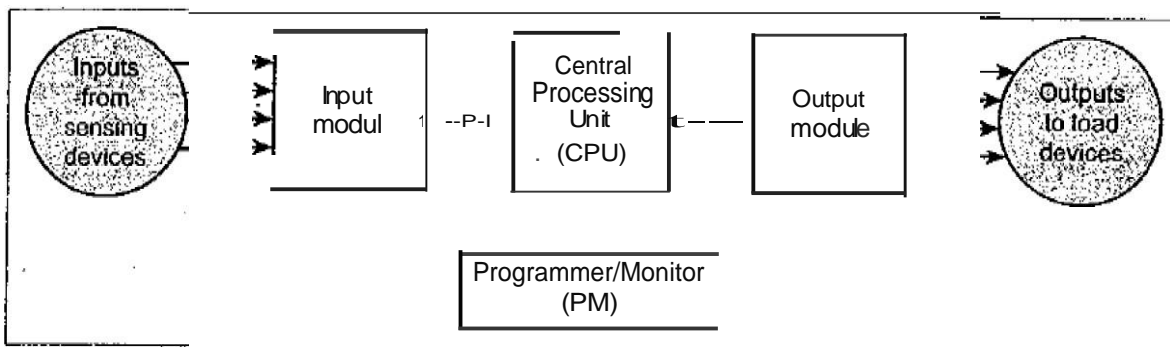 Inputs
from
sensing
devices
Input
modul
1 --P-I
Central
Processing
Unit
(CPU)
Output
module
Outputs
to load
devices
Programmer/Monitor
(PM)